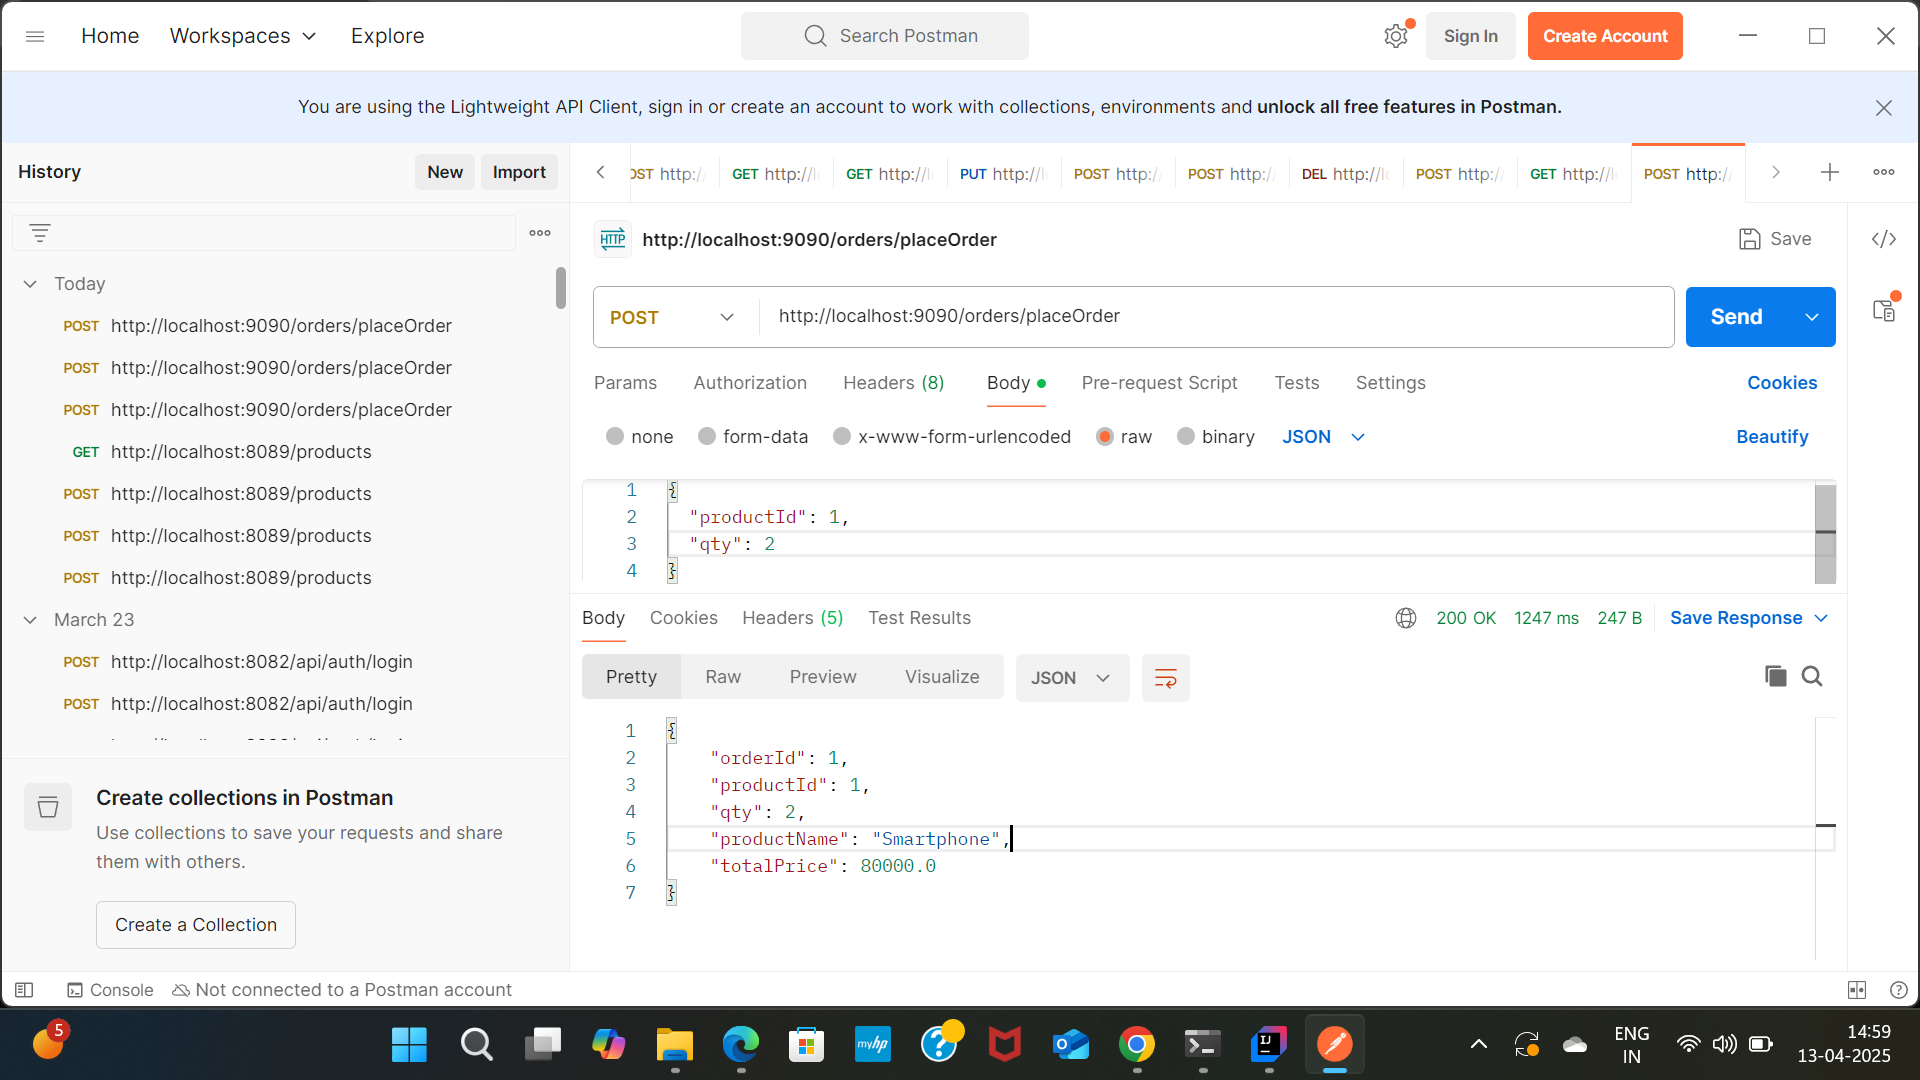 Home Workspaces Explore Search Postman Sign In Create Account
You are using the Lightweight API Client, sign in or create an account to work with collections, environments and unlock all free features in Postman.
History New Import
OST http:/ GET http://l GET http://l PUT http://l POST http:/ POST http:/ DEL http://l POST http:/ GET http://l POST http:/
HTTP http://localhost:9090/orders/placeOrder Save
Today
POST http://localhost:9090/orders/placeOrder
POST http://localhost:9090/orders/placeOrder
POST http://localhost:9090/orders/placeOrder
GET http://localhost:8089/products
POST http://localhost:8089/products
POST http://localhost:8089/products
POST http://localhost:8089/products
March 23
POST http://localhost:8082/api/auth/login
POST http://localhost:8082/api/auth/login
Create collections in Postman
Use collections to save your requests and share
them with others.
Create a Collection
POST http://localhost:9090/orders/placeOrder Send
Params Authorization Headers (8) Body Pre-request Script Tests Settings Cookies
none form-data x-www-form-urlencoded raw binary JSON Beautify
1 {
2 "productId": 1,
3 "qty": 2
4 }
Body Cookies Headers (5) Test Results 200 OK 1247 ms 247 B Save Response
Pretty Raw Preview Visualize JSON
1 {
2 "orderId": 1,
3 "productId": 1,
4 "qty": 2,
5 "productName": "Smartphone",
6 "totalPrice": 80000.0
7 }
Console Not connected to a Postman account
5
myhp
IJ
ENG
IN
14:59
13-04-2025